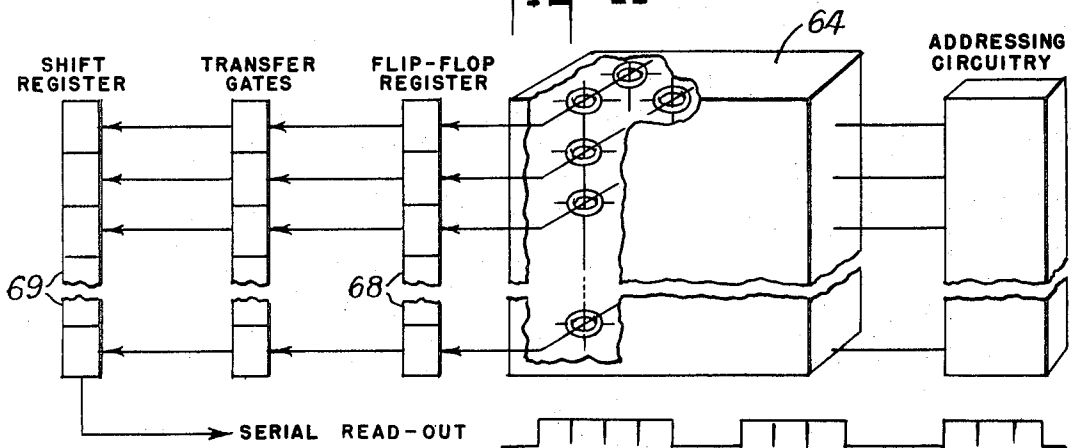 64
SHIFT REGISTER
TRANSFER GATES
FLIP-FLOP REGISTER
ADDRESSING CIRCUITRY
69
68
SERIAL READ-OUT